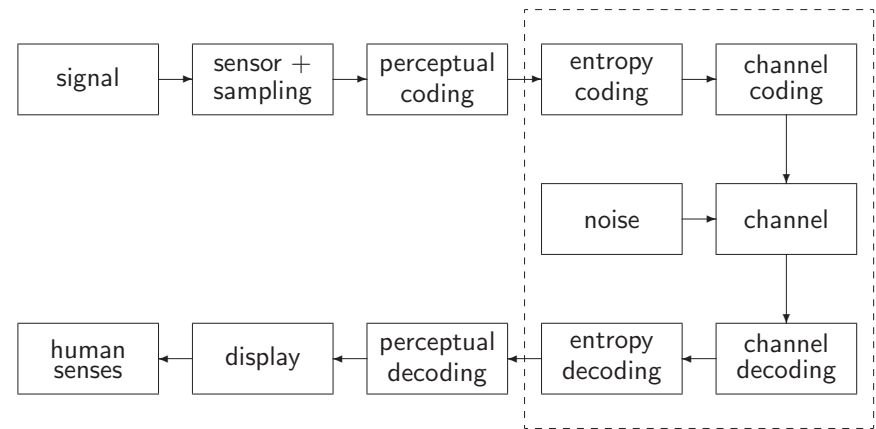 signal
sensor +
sampling
perceptual
coding
entropy
coding
channel
coding
noise
channel
human
senses
display
perceptual
decoding
entropy
decoding
channel
decoding